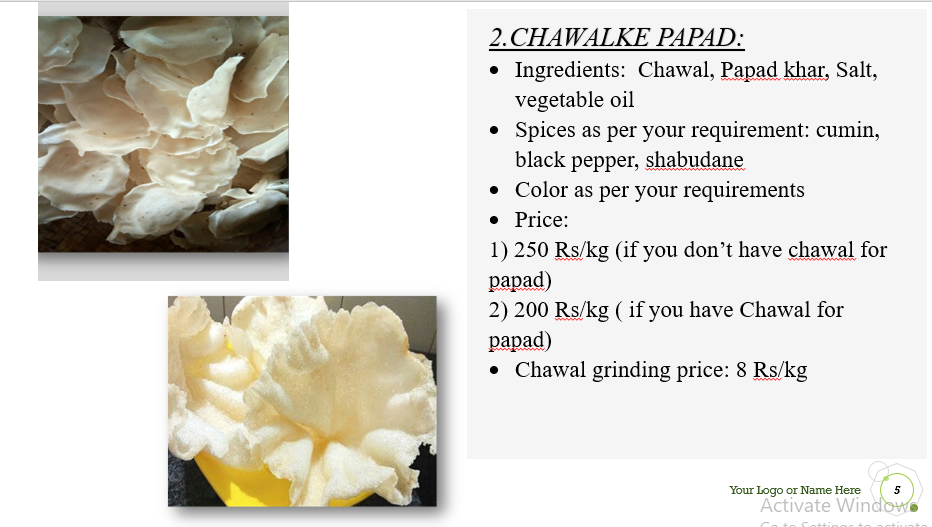 2.CHAWALKE PAPAD:
• Ingredients: Chawal, Papad khar, Salt,
vegetable oil
• Spices as per your requirement: cumin,
black pepper, shabudane
• Color as per your requirements
• Price:
1) 250 Rs/kg (if you don’t have chawal for
papad)
2) 200 Rs/kg ( if you have Chawal for
papad)
• Chawal grinding price: 8 Rs/kg
Your Logo or Name Here
5
Activate Windows
Go to Settings to activate